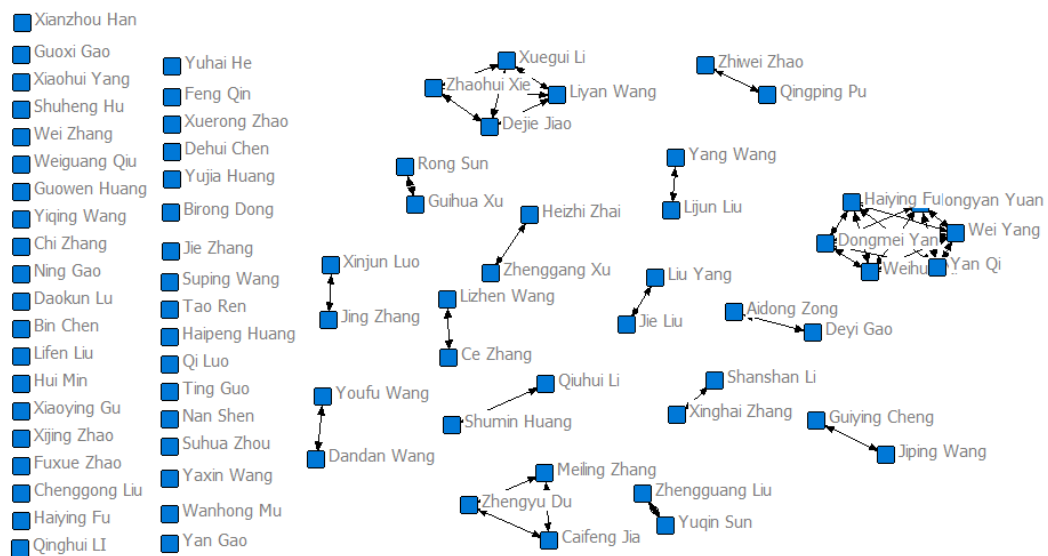 Xianzhou Han
Guoxi Gao
Xiaohui Yang
Shuheng Hu
Wei Zhang
Weiguang Qiu
Guowen Huang
Yiqing Wang
Chi Zhang
Ning Gao
Daokun Lu
Bin Chen
Lifen Liu
Hui Min
Xiaoying Gu
Xijing Zhao
Fuxue Zhao
Chenggong Liu
Haiying Fu
Qinghui LI
Yuhai He
Feng Qin
Xuerong Zhao
Dehui Chen
Yujia Huang
Birong Dong
Jie Zhang
Suping Wang
Tao Ren
Haipeng Huang
Qi Luo
Ting Guo
Nan Shen
Suhua Zhou
Yaxin Wang
Wanhong Mu
Yan Gao
Xuegui Li
Zhaohui Xie
Liyan Wang
Dejie Jiao
Zhiwei Zhao
Qingping Pu
Rong Sun
Guihua Xu
Yang Wang
Lijun Liu
Heizhi Zhai
Zhenggang Xu
Haiying Fu
ongyan Yuan
Wei Yang
Dongmei Yan
Weihu
Yan Qi
Xinjun Luo
Jing Zhang
Lizhen Wang
Ce Zhang
Liu Yang
Jie Liu
Aidong Zong
Deyi Gao
Youfu Wang
Dandan Wang
Qiuhui Li
Shumin Huang
Shanshan Li
Xinghai Zhang
Guiying Cheng
Jiping Wang
Meiling Zhang
Zhengyu Du
Caifeng Jia
Zhengguang Liu
Yuqin Sun